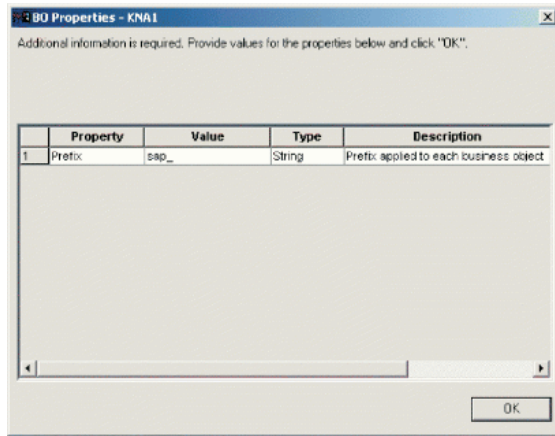 BO Properties - KNA1
Additional information is required. Provide values for the properties below and click "OK".
Property Value Type Description
1 Prefix sap_ String Prefix applied to each business object
OK